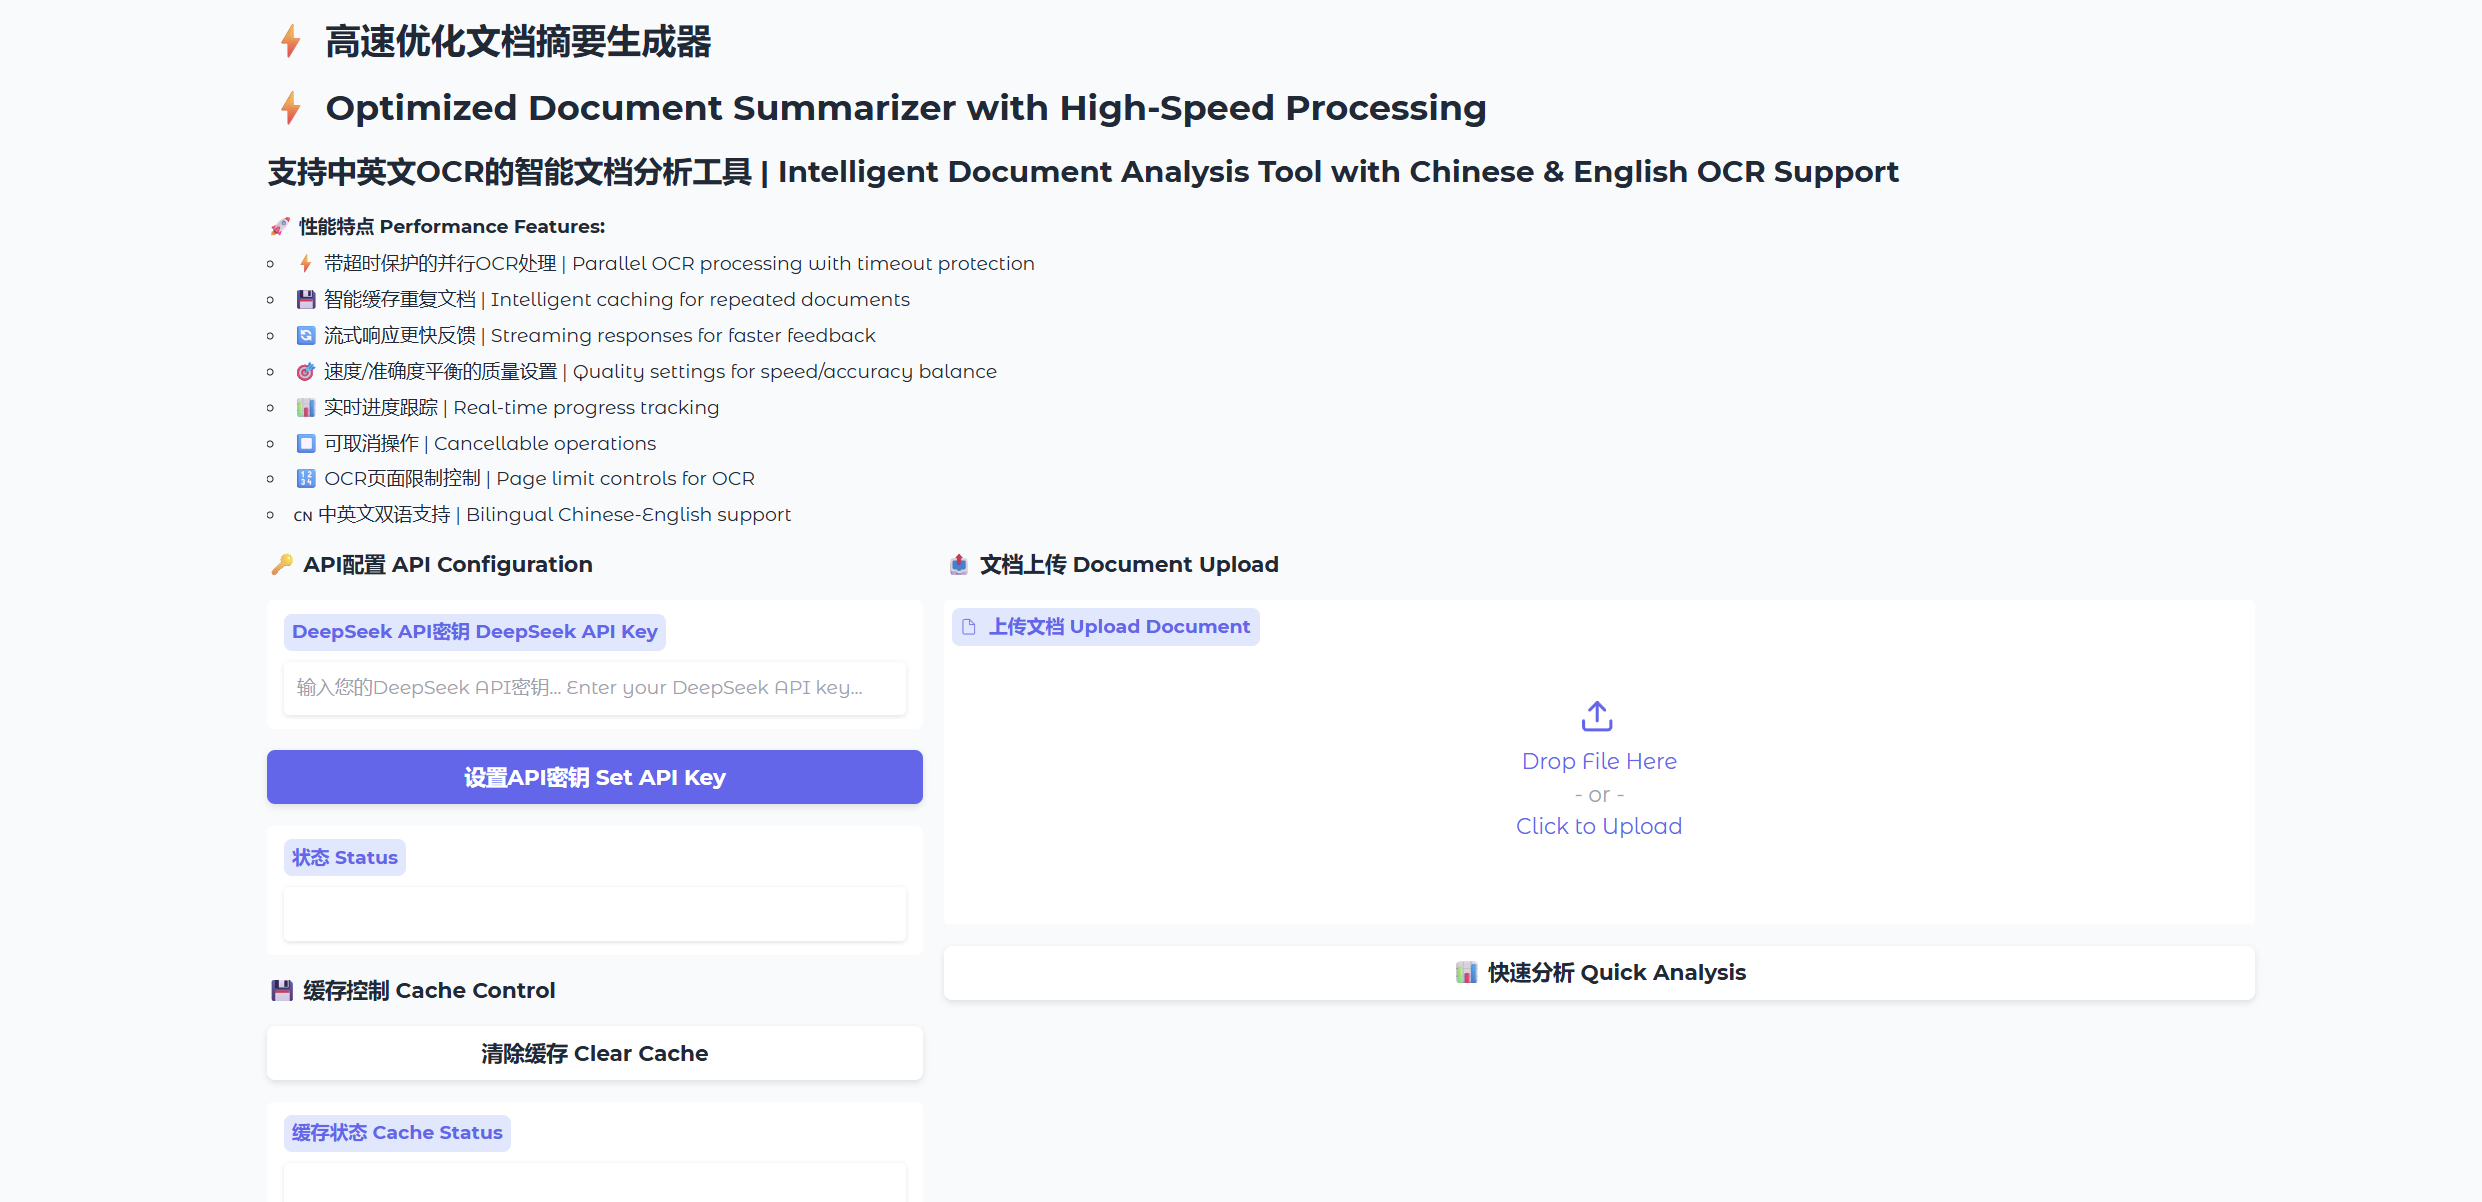 ⚡ 高速优化文档摘要生成器
⚡ Optimized Document Summarizer with High-Speed Processing
支持中英文OCR的智能文档分析工具 | Intelligent Document Analysis Tool with Chinese & English OCR Support
🚀 性能特点 Performance Features:
⚡ 带超时保护的并行OCR处理 | Parallel OCR processing with timeout protection
💾 智能缓存重复文档 | Intelligent caching for repeated documents
🔄 流式响应更快反馈 | Streaming responses for faster feedback
🎯 速度/准确度平衡的质量设置 | Quality settings for speed/accuracy balance
📊 实时进度跟踪 | Real-time progress tracking
⏹️ 可取消操作 | Cancellable operations
🔢 OCR页面限制控制 | Page limit controls for OCR
CN 中英文双语支持 | Bilingual Chinese-English support
🔑 API配置 API Configuration
DeepSeek API密钥 DeepSeek API Key
输入您的DeepSeek API密钥... Enter your DeepSeek API key...
设置API密钥 Set API Key
状态 Status
💾 缓存控制 Cache Control
清除缓存 Clear Cache
缓存状态 Cache Status
📤 文档上传 Document Upload
上传文档 Upload Document
Drop File Here
- or -
Click to Upload
📊 快速分析 Quick Analysis